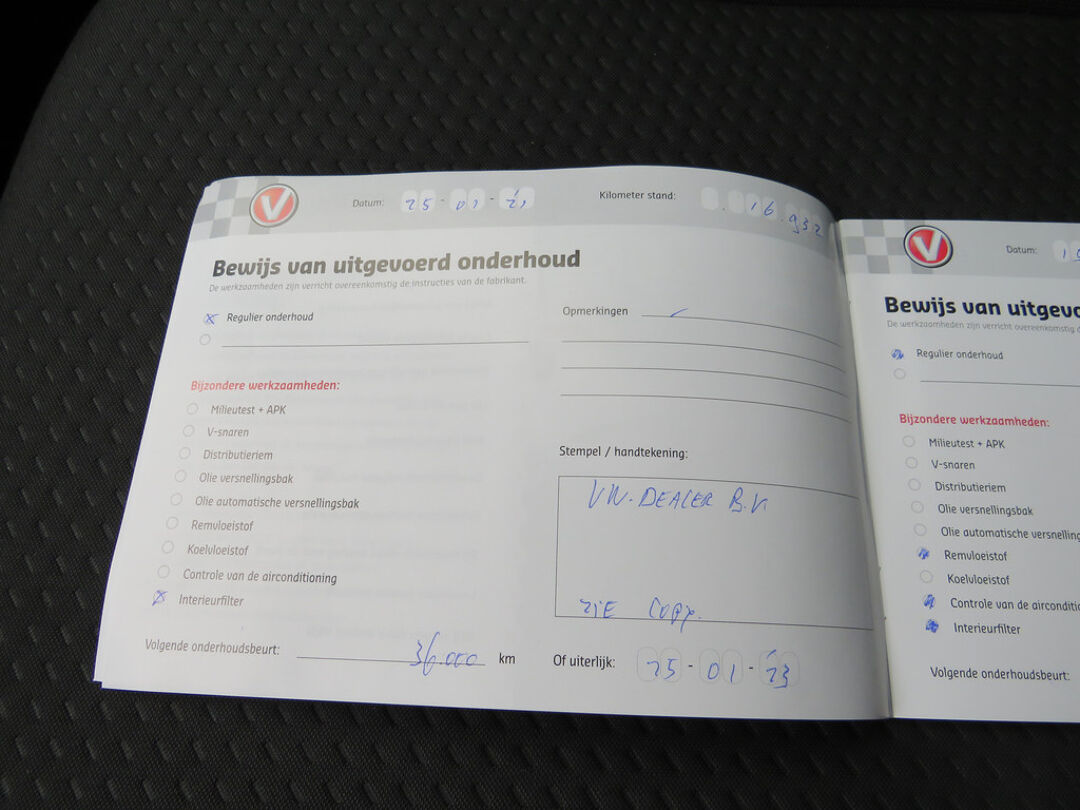 V
Datum: 25 - 01 - 21
Kilometer stand: 16.932
Bewijs van uitgevoerd onderhoud
De werkzaamheden zijn verricht overeenkomstig de instructies van de fabrikant.
Regulier onderhoud
Opmerkingen
Bijzondere werkzaamheden:
Milieutest + APK
V-snaren
Distributieriem
Olie versnellingsbak
Olie automatische versnellingsbak
Remvloeistof
Koelvloeistof
Controle van de airconditioning
Interieurfilter
Stempel / handtekening:
VW. DEALER B.V.
ZIE COPY.
Volgende onderhoudsbeurt: 36.000 km
Of uiterlijk: 25 - 01 - 23
V
Datum:
Bewijs van uitgevo
De werkzaamheden zijn verricht overeenkomstig d
Regulier onderhoud
Bijzondere werkzaamheden:
Milieutest + APK
V-snaren
Distributieriem
Olie versnellingsbak
Olie automatische versnelling
Remvloeistof
Koelvloeistof
Controle van de airconditio
Interieurfilter
Volgende onderhoudsbeurt: